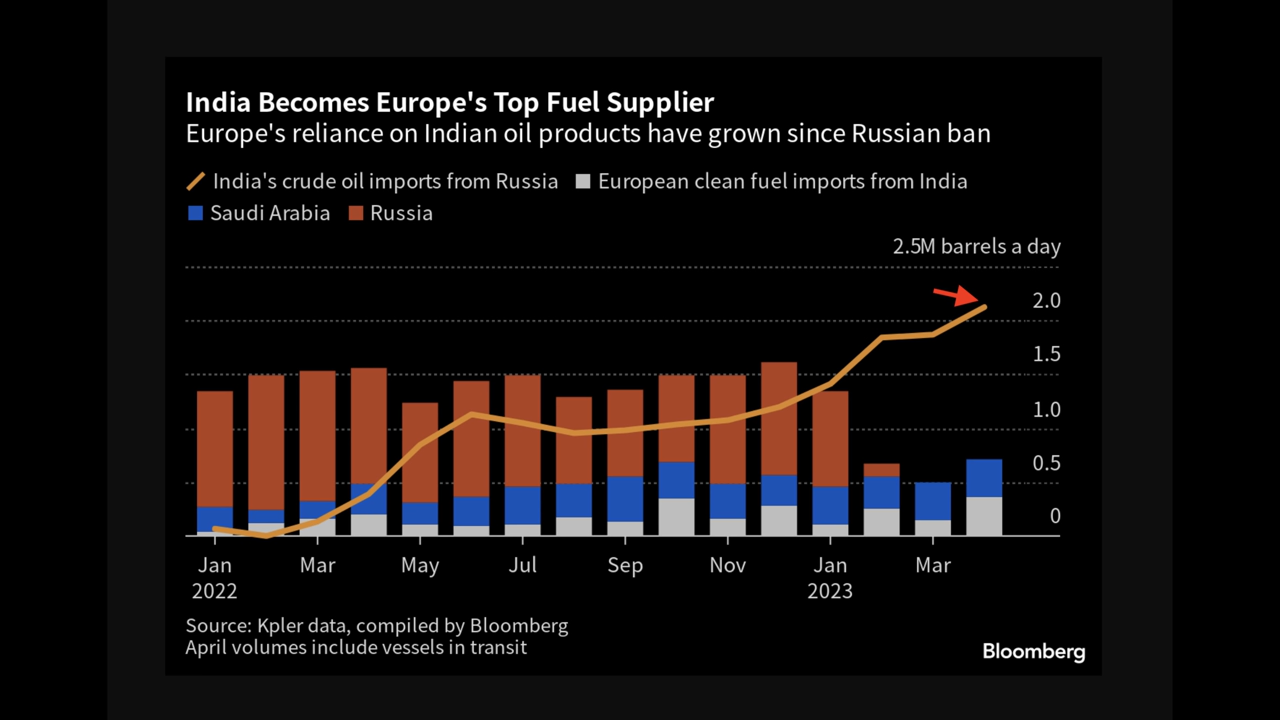 India Becomes Europe's Top Fuel Supplier
Europe's reliance on Indian oil products have grown since Russian ban
India's crude oil imports from Russia European clean fuel imports from India
Saudi Arabia Russia
2.5M barrels a day
2.0
1.5
1.0
0.5
0
Jan Mar May Jul Sep Nov Jan Mar
2022 2023
Source: Kpler data, compiled by Bloomberg
April volumes include vessels in transit
Bloomberg